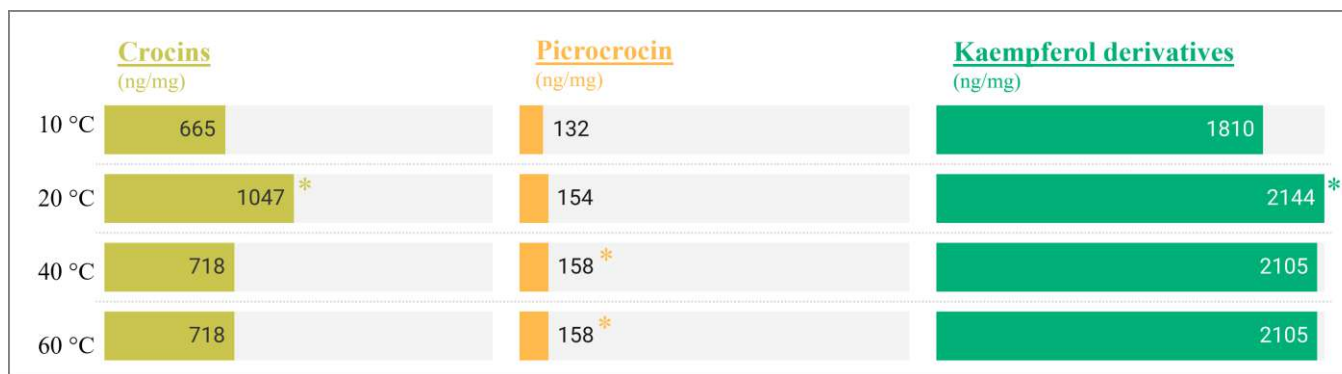 Crocins Picrocrocin Kaempferol derivatives
(ng/mg) (ng/mg) (ng/mg)
10 °C 665 132 1810
20 °C 1047 * 154 2144 *
40 °C 718 158 * 2105
60 °C 718 158 * 2105